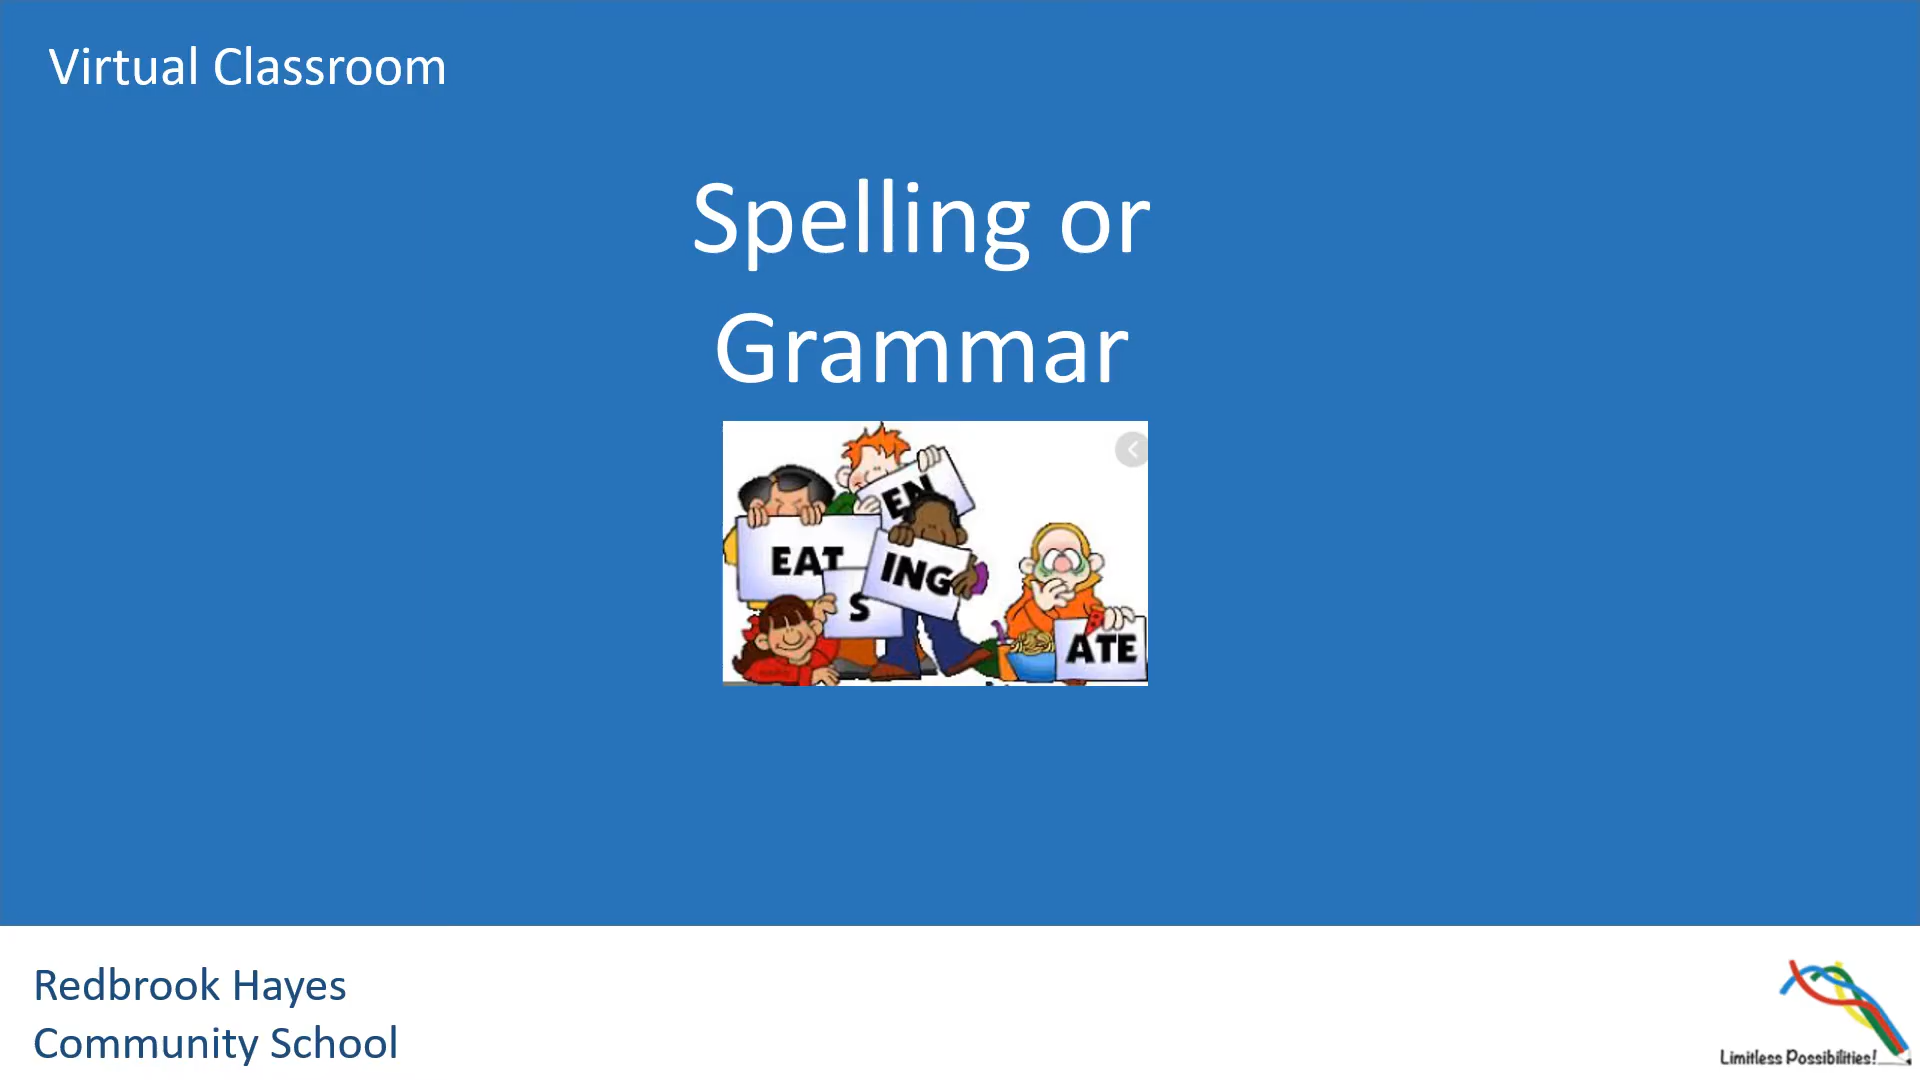 Virtual Classroom
Spelling or
Grammar
EN
EAT
ING
S
ATE
Redbrook Hayes
Community School
Limitless Possibilities!